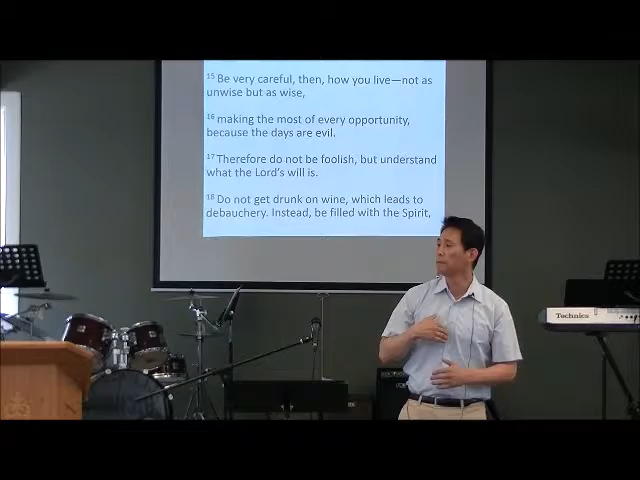 15 Be very careful, then, how you live—not as
unwise but as wise,
16 making the most of every opportunity,
because the days are evil.
17 Therefore do not be foolish, but understand
what the Lord's will is.
18 Do not get drunk on wine, which leads to
debauchery. Instead, be filled with the Spirit,
Technics